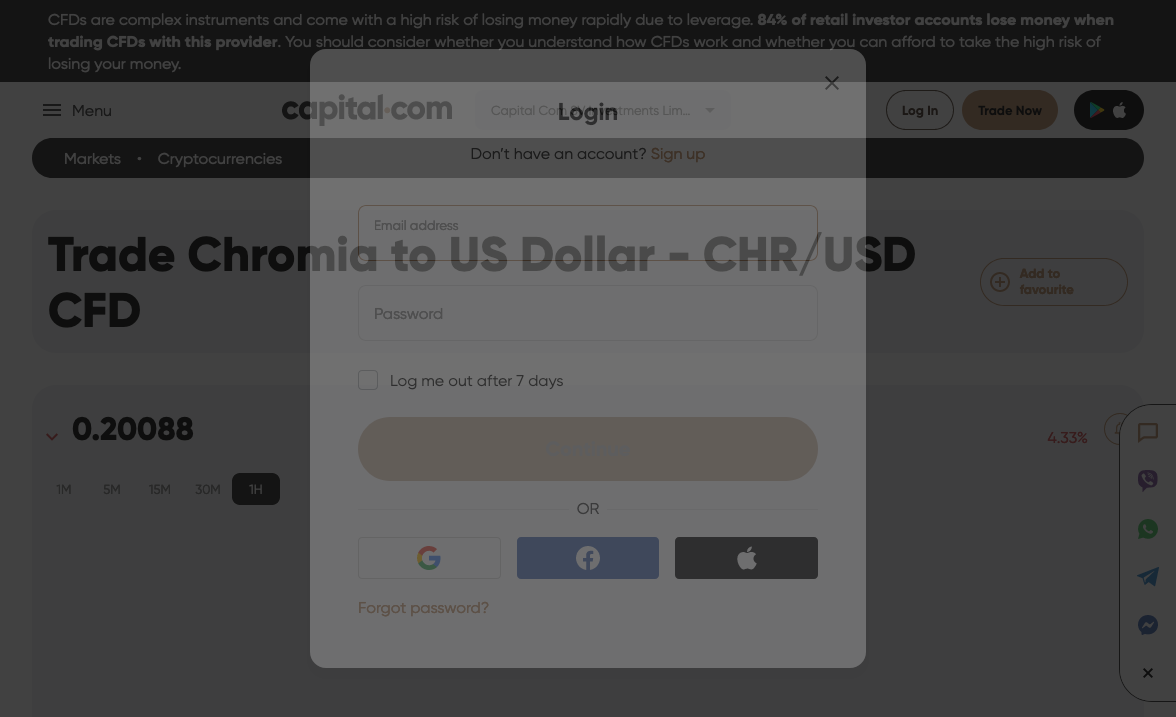 CFDs are complex instruments and come with a high risk of losing money rapidly due to leverage. 84% of retail investor accounts lose money when
trading CFDs with this provider. You should consider whether you understand how CFDs work and whether you can afford to take the high risk of
losing your money.
Menu
capital.com
Capital Com
stments Lim...
Log In
Trade Now
Login
Markets • Cryptocurrencies
Don't have an account? Sign up
Email address
Trade Chromia to US Dollar - CHR/USD
CFD
Add to
favourite
Password
Log me out after 7 days
0.20088
4.33%
1M
5M
15M
30M
1H
OR
Forgot password?